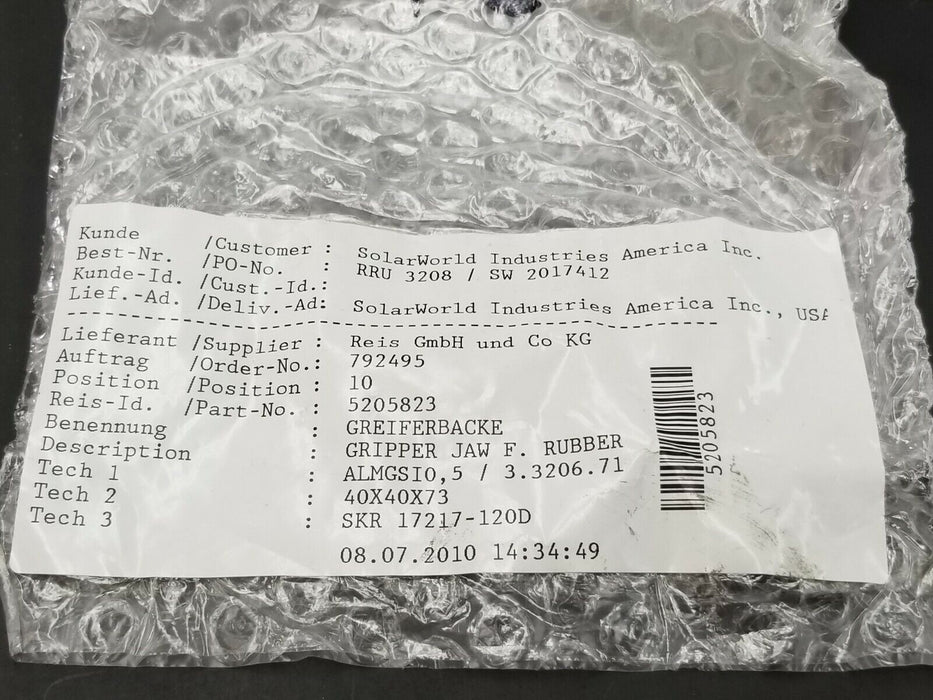 Kunde /Customer : SolarWorld Industries America Inc.
Best-Nr. /PO-No. : RRU 3208 / SW 2017412
Kunde-Id. /Cust.-Id.:
Lief.-Ad. /Deliv.-Ad: SolarWorld Industries America Inc., USA
Lieferant /Supplier : Reis GmbH und Co KG
Auftrag /Order-No.: 792495
Position /Position : 10
Reis-Id. /Part-No. : 5205823
Benennung : GREIFERBACKE
Description : GRIPPER JAW F. RUBBER
Tech 1 : ALMGSI0,5 / 3.3206.71
Tech 2 : 40X40X73
Tech 3 : SKR 17217-120D
08.07.2010 14:34:49
5205823